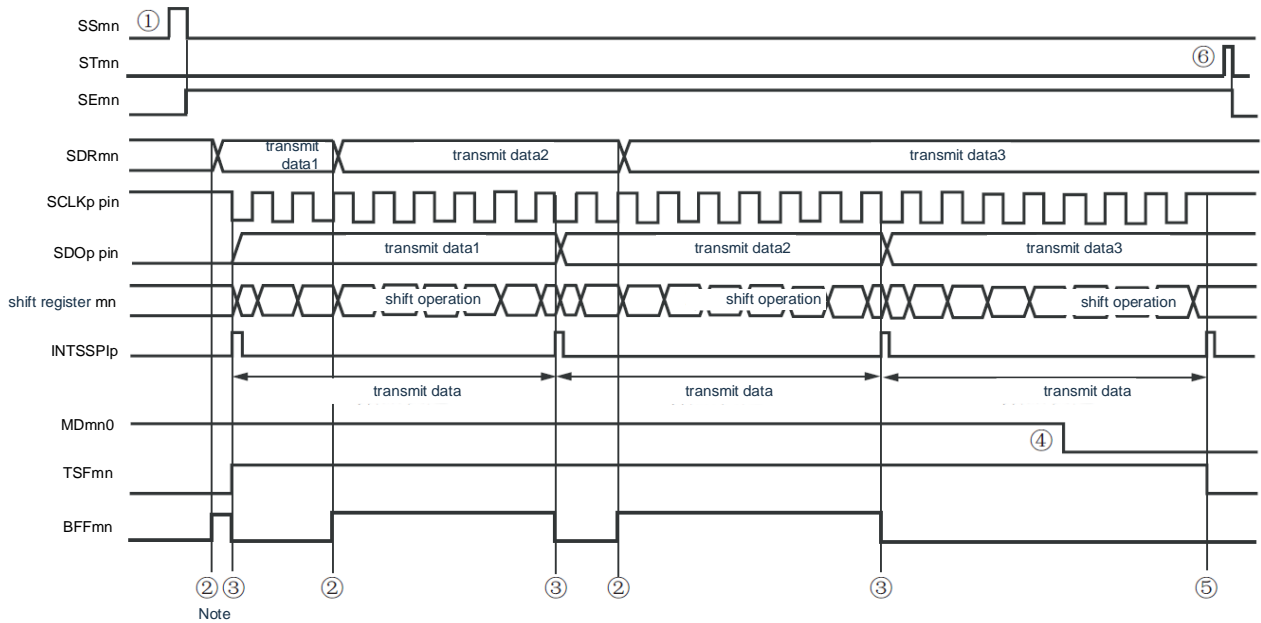 ① 
SSmn
STmn
⑥
SEmn
SDRmn
transmit
data1
transmit data2
transmit data3
SCLKp pin
SDOp pin
transmit data1
transmit data2
transmit data3
shift register mn
shift operation
shift operation
shift operation
INTSSPIp
transmit data
transmit data
transmit data
MDmn0
④
TSFmn
BFFmn
② ③ ② ③ ② ③ ⑤
Note